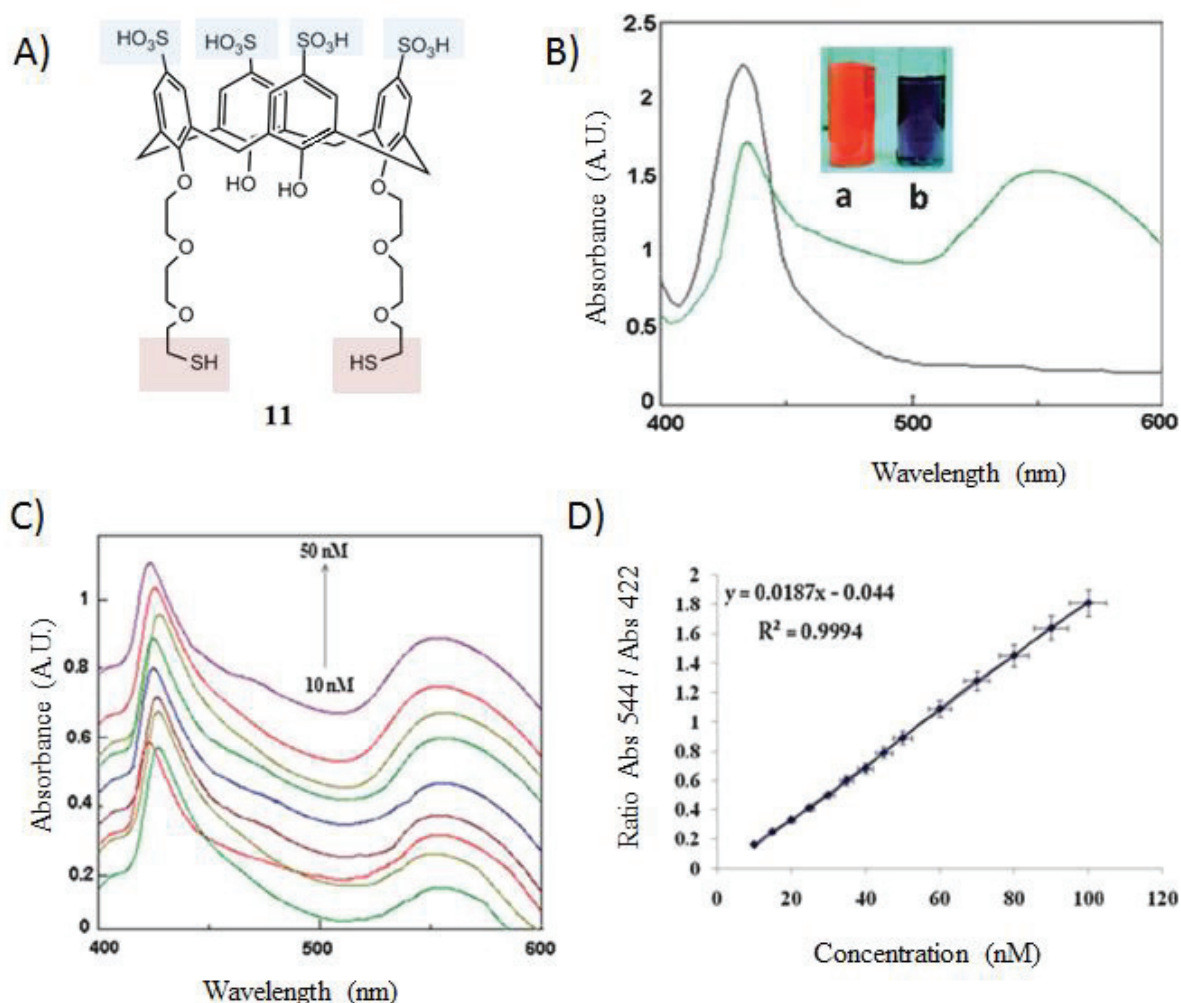 A)
HO₃S
HO₃S
SO₃H
SO₃H
O
HO
HO
O
O
O
O
O
SH
HS
11
B)
2.5
2
1.5
1
0.5
0
Absorbance (A.U.)
a
b
400
500
600
Wavelength (nm)
C)
50 nM
10 nM
1
0.8
0.6
0.4
0.2
0
Absorbance (A.U.)
400
500
600
Wavelength (nm)
D)
Ratio Abs 544 / Abs 422
2
1.8
1.6
1.4
1.2
1
0.8
0.6
0.4
0.2
0
y = 0.0187x - 0.044
R² = 0.9994
0
20
40
60
80
100
120
Concentration (nM)